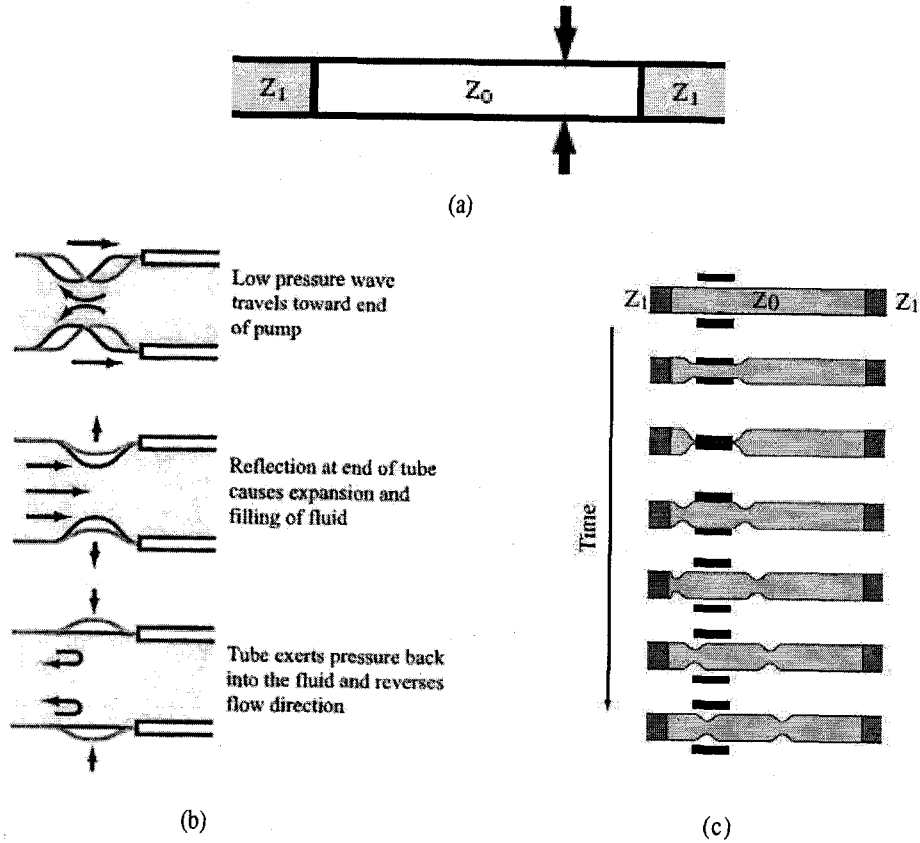 Z1 Z0 Z1
(a)
Low pressure wave
travels toward end
of pump
Reflection at end of tube
causes expansion and
filling of fluid
Tube exerts pressure back
into the fluid and reverses
flow direction
(b)
Z1 Z0 Z1
Time
(c)